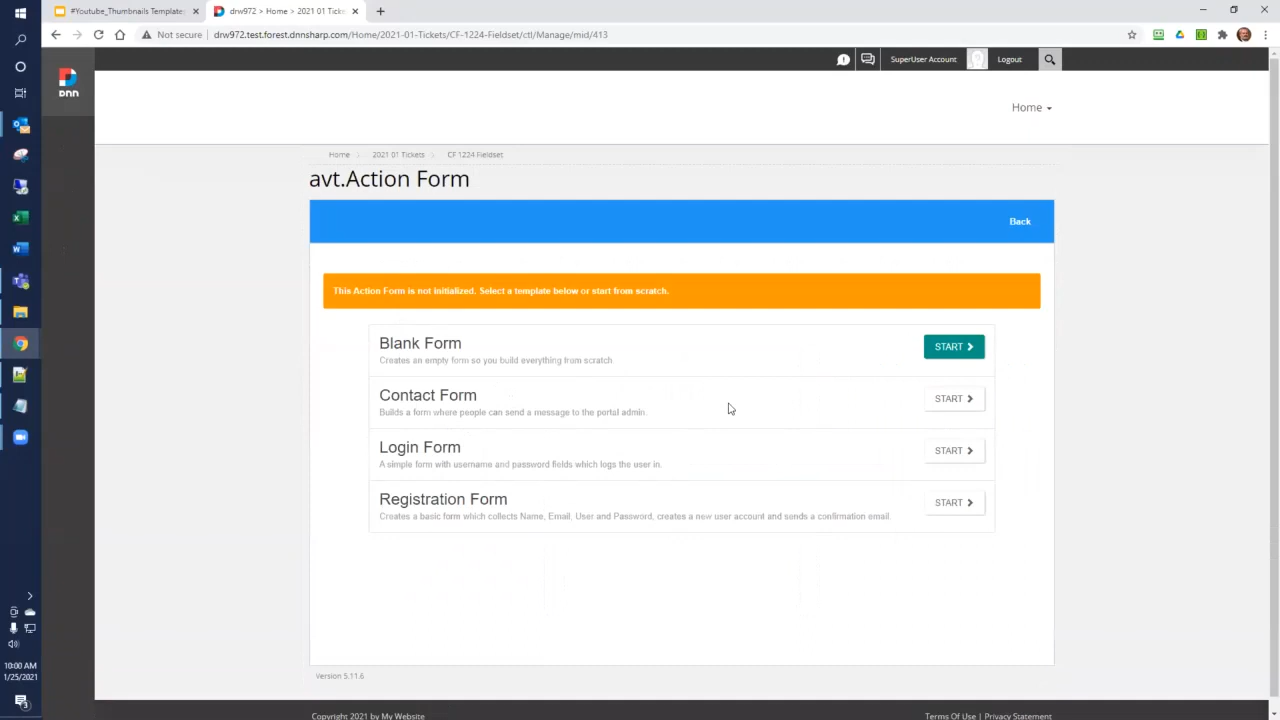 #Youtube_Thumbnails Template
drw972 > Home > 2021 01 Ticke
Not secure | drw972.test.forest.dnnsharp.com/Home/2021-01-Tickets/CF-1224-Fieldset/ctl/Manage/mid/413
dnn
SuperUser Account
Logout
Home
Home
2021 01 Tickets
CF 1224 Fieldset
avt.Action Form
Back
This Action Form is not initialized. Select a template below or start from scratch.
Blank Form
Creates an empty form so you build everything from scratch
START
Contact Form
Builds a form where people can send a message to the portal admin.
START
Login Form
A simple form with username and password fields which logs the user in.
START
Registration Form
Creates a basic form which collects Name, Email, User and Password, creates a new user account and sends a confirmation email.
START
Version 5.11.6
Copyright 2021 by My Website
Terms Of Use | Privacy Statement
10:00 AM
1/25/2021
3